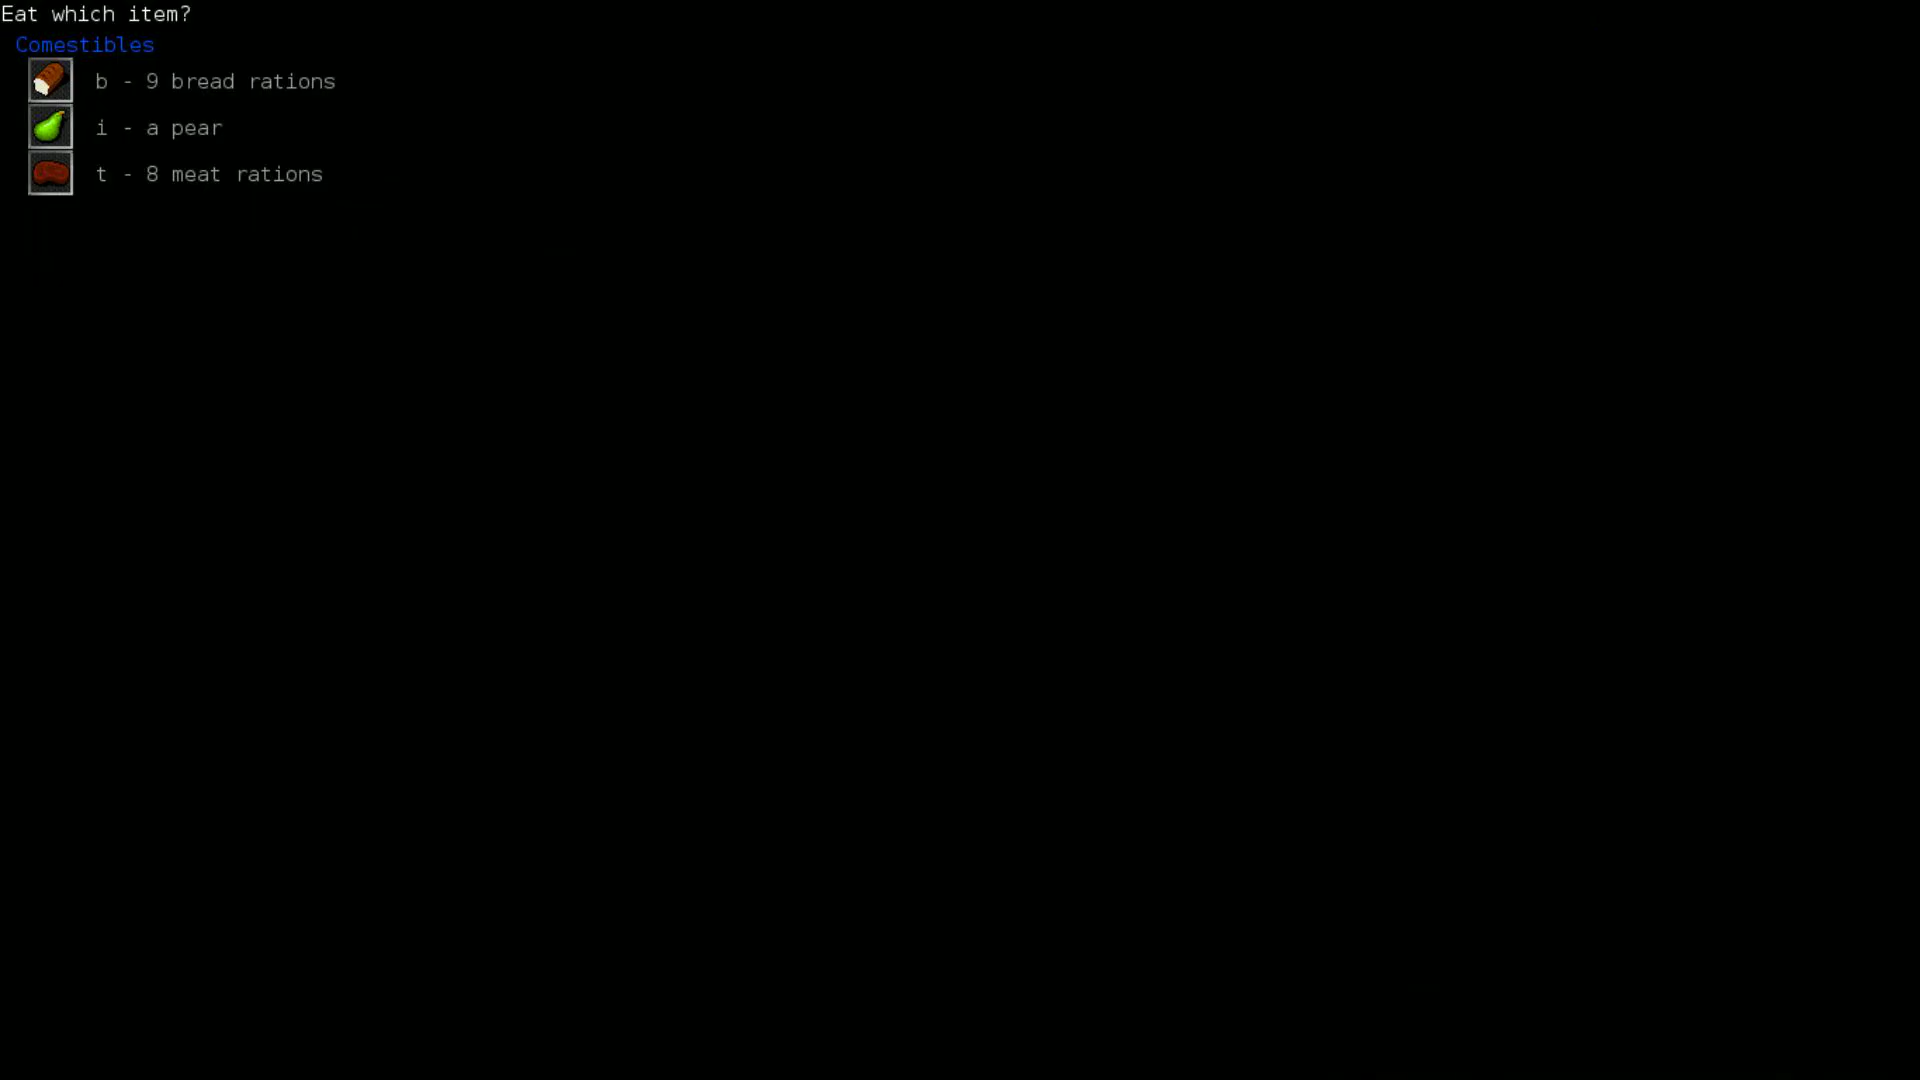 Eat which item?
Comestibles
b - 9 bread rations
i - a pear
t - 8 meat rations